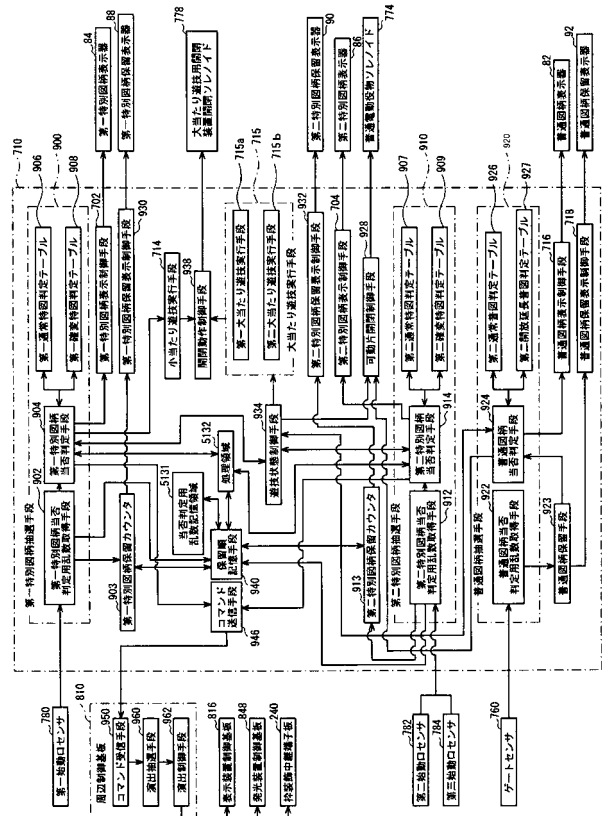 710
第一特別図柄抽選手段
900
780
第一始動口センサ
902
第一特別図柄当否
判定用乱数取得手段
904
第一特別図柄
当否判定手段
906
第一通常特図判定テーブル
908
第一確変特図判定テーブル
702
第一特別図柄表示制御手段
84
第一特別図柄表示器
930
第一特別図柄保留表示制御手段
88
第一特別図柄保留表示器
903
第一特別図柄保留カウンタ
714
小当たり遊技実行手段
938
開閉動作制御手段
778
大当たり遊技用開閉
装置開閉ソレノイド
5131
当否判定用
乱数記憶領域
5132
処理領域
940
保留順
記憶手段
946
コマンド
送信手段
715
715a
第一大当たり遊技実行手段
715b
第二大当たり遊技実行手段
大当たり遊技実行手段
934
遊技状態制御手段
810
周辺制御基板
950
コマンド受信手段
960
演出抽選手段
962
演出制御手段
816
表示装置制御基板
848
発光装置制御基板
240
枠装飾中継端子板
913
第二特別図柄保留カウンタ
932
第二特別図柄保留表示制御手段
90
第二特別図柄保留表示器
704
第二特別図柄表示制御手段
86
第二特別図柄表示器
928
可動片開閉制御手段
774
普通電動役物ソレノイド
第二特別図柄抽選手段
910
782
第二始動口センサ
784
第三始動口センサ
912
第二特別図柄当否
判定用乱数取得手段
914
第二特別図柄
当否判定手段
907
第二通常特図判定テーブル
909
第二確変特図判定テーブル
普通図柄抽選手段
920
760
ゲートセンサ
922
普通図柄当否
判定用乱数取得手段
924
普通図柄
当否判定手段
926
第一通常普図判定テーブル
927
第二開放延長普図判定テーブル
923
普通図柄保留手段
716
普通図柄表示制御手段
82
普通図柄表示器
718
普通図柄保留表示制御手段
92
普通図柄保留表示器